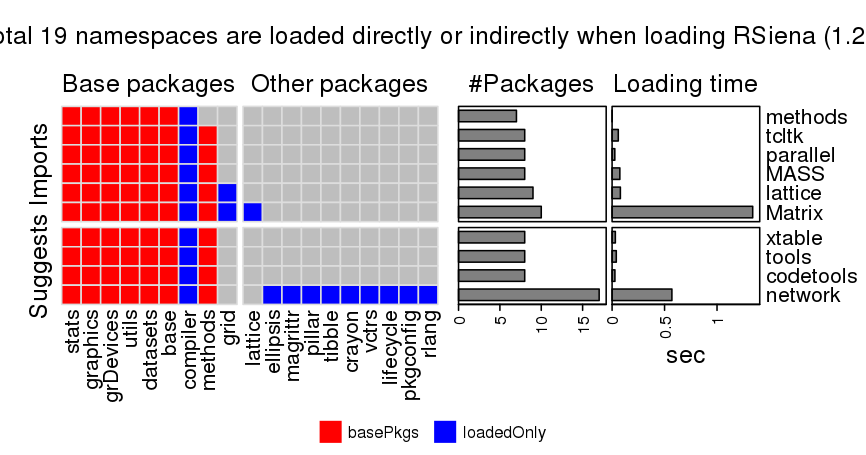 otal 19 namespaces are loaded directly or indirectly when loading RSiena (1.2
Base packages Other packages #Packages Loading time
Imports
Suggests
methods
tcltk
parallel
MASS
lattice
Matrix
xtable
tools
codetools
network
stats
graphics
grDevices
utils
datasets
base
compiler
methods
grid
lattice
ellipsis
magrittr
pillar
tibble
crayon
vctrs
lifecycle
pkgconfig
rlang
0 5 10 15
0 0.5 1
sec
basePkgs loadedOnly